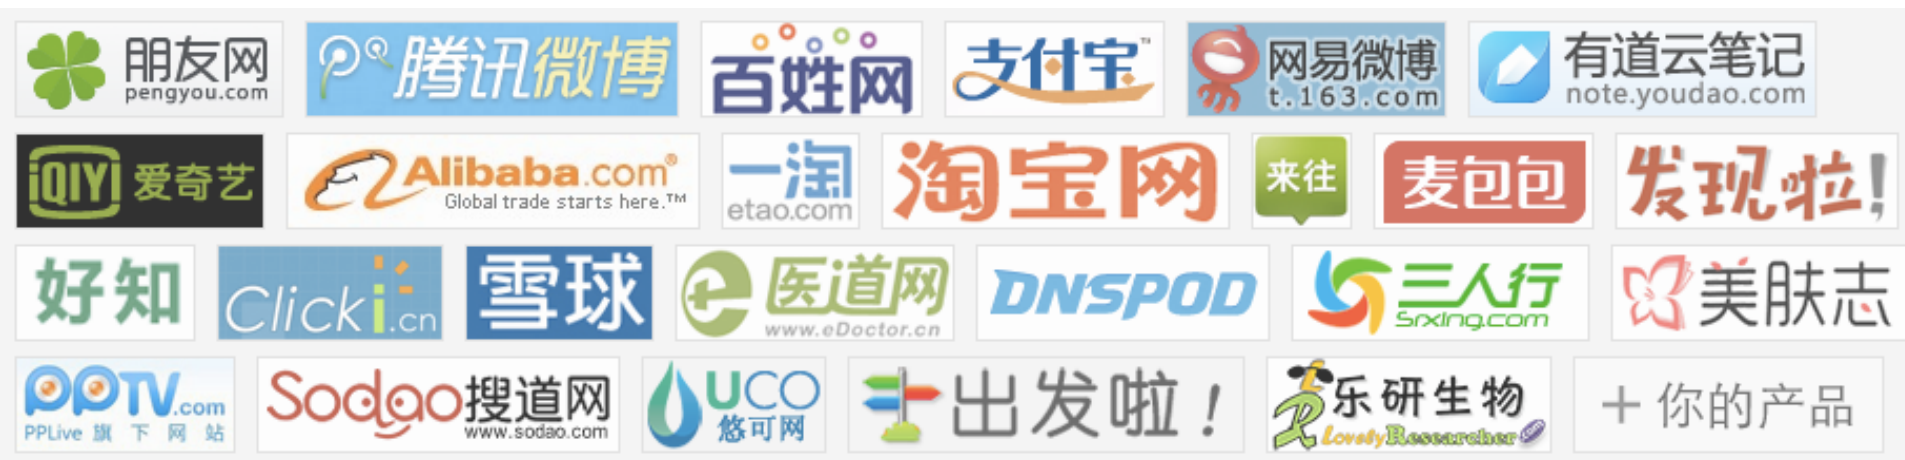 朋友网
pengyou.com
腾讯微博
百姓网
支付宝™
网易微博
t.163.com
有道云笔记
note.youdao.com
iQIYI 爱奇艺
Alibaba.com®
Global trade starts here.™
一淘
etao.com
淘宝网
来往
麦包包
发现啦!
好知
Clicki.cn
雪球
医道网
www.eDoctor.cn
DNSPOD
三人行
Srxing.com
美肤志
PPTV.com
PPLive 旗下网站
Sodao搜道网
www.sodao.com
UCO
悠可网
出发啦!
乐研生物
LovelyResearcher.com
+ 你的产品